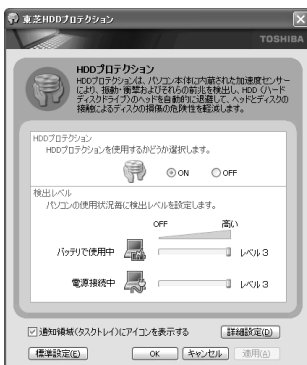 東芝HDDプロテクション
TOSHIBA
HDDプロテクション
HDDプロテクションは、パソコン本体に内蔵された加速度センサー
により、振動・衝撃およびそれらの前兆を検出し、HDD (ハード
ディスクドライブ)のヘッドを自動的に退避して、ヘッドとディスクの
接触によるディスクの損傷の危険性を軽減します。
HDDプロテクション
HDDプロテクションを使用するかどうか選択します。
ON OFF
検出レベル
パソコンの使用状況毎に検出レベルを設定します。
OFF 高い
バッテリで使用中 レベル 3
電源接続中 レベル 3
通知領域(タスクトレイ)にアイコンを表示する 詳細設定(D)
標準設定(E) OK キャンセル 適用(A)